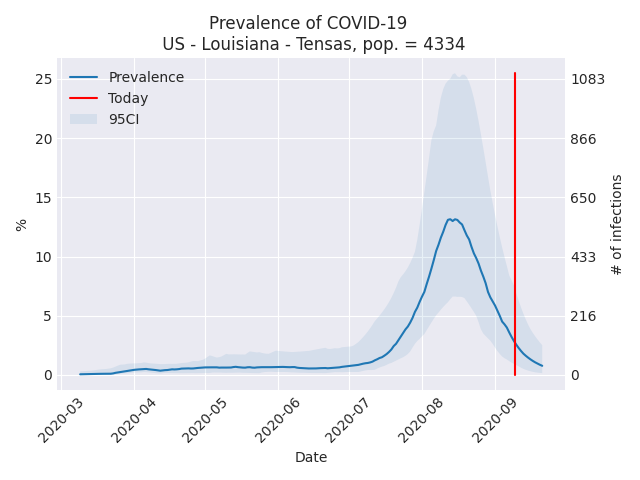 Prevalence of COVID-19
US - Louisiana - Tensas, pop. = 4334
Prevalence
Today
95CI
25
20
15
10
5
0
%
1083
866
650
433
216
0
# of infections
2020-03
2020-04
2020-05
2020-06
2020-07
2020-08
2020-09
Date